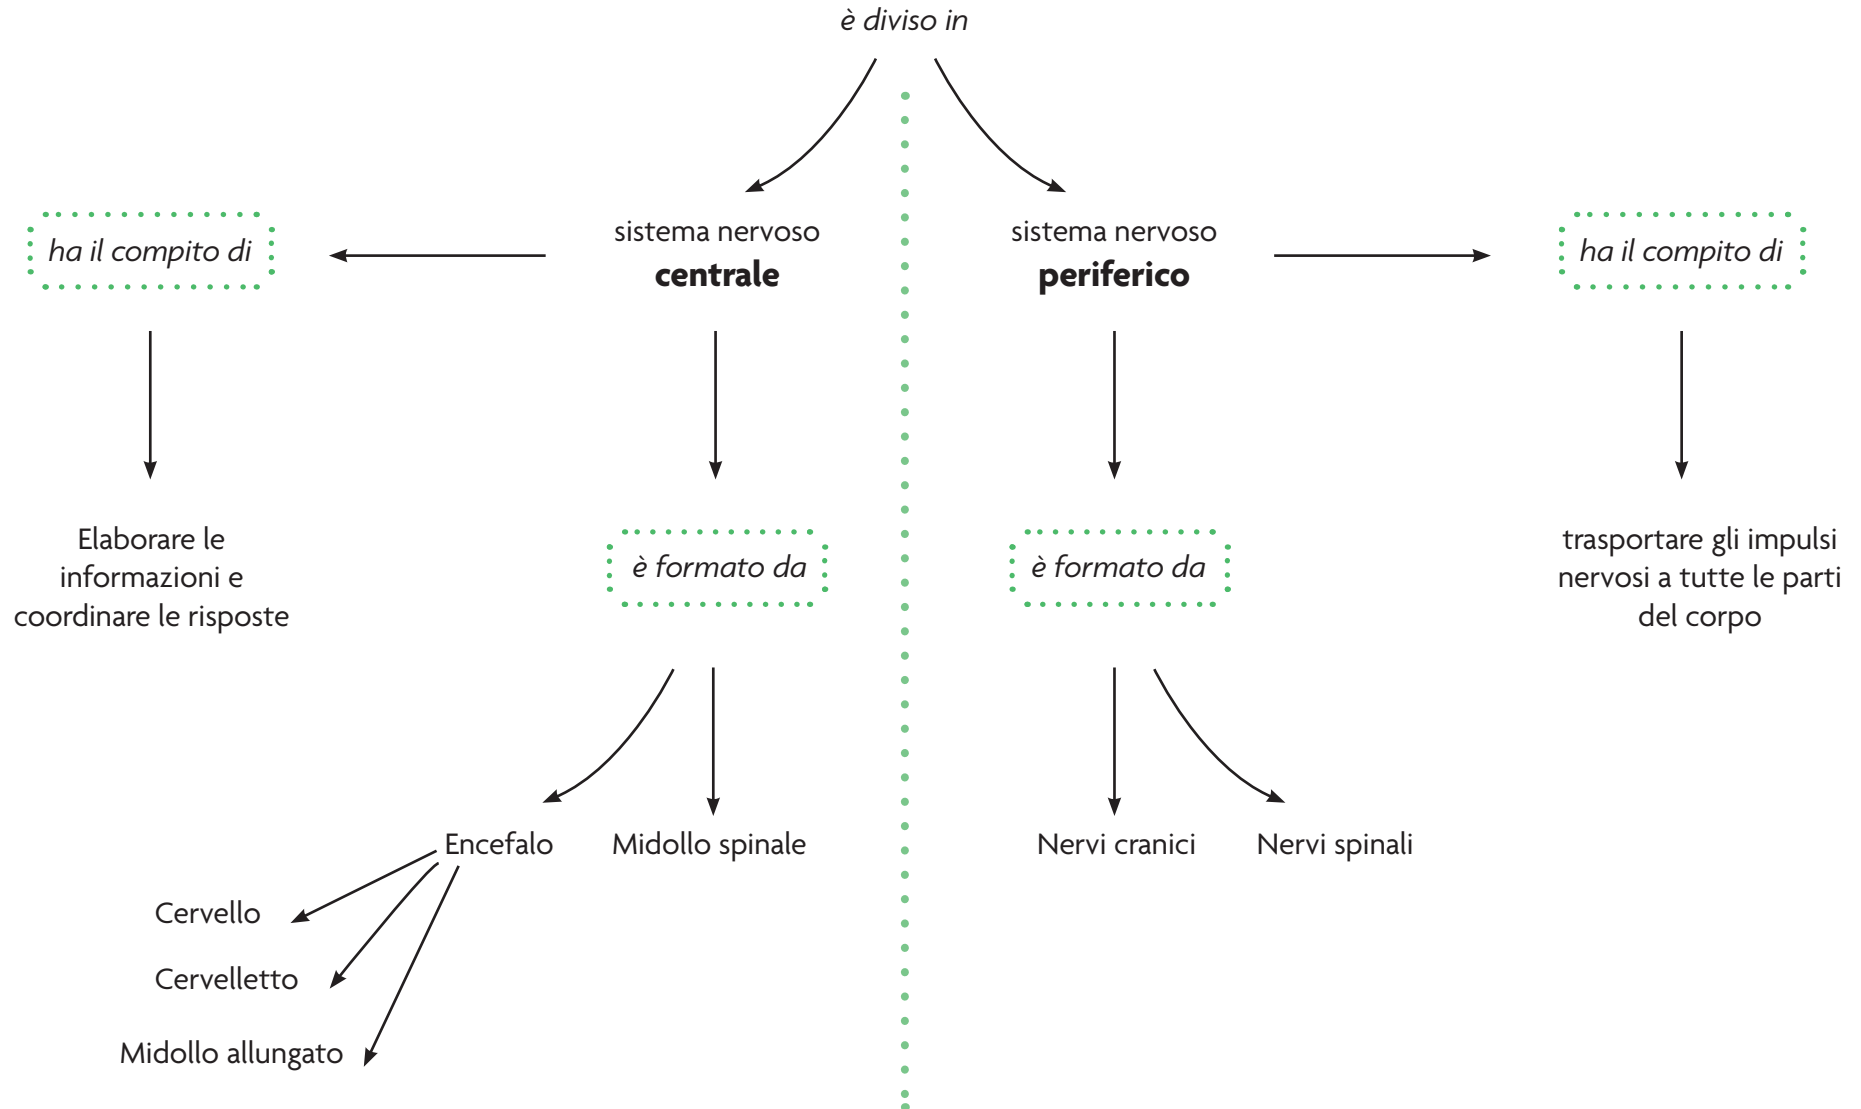 è diviso in
ha il compito di
sistema nervoso
centrale
sistema nervoso
periferico
ha il compito di
Elaborare le
informazioni e
coordinare le risposte
è formato da
è formato da
trasportare gli impulsi
nervosi a tutte le parti
del corpo
Encefalo
Midollo spinale
Nervi cranici
Nervi spinali
Cervello
Cervelletto
Midollo allungato